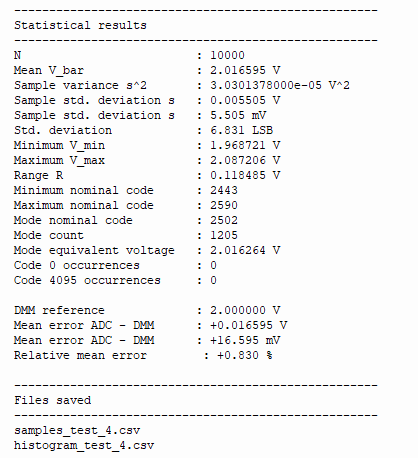 ----------------------------------------------------
Statistical results
----------------------------------------------------
N                         : 10000
Mean V_bar                : 2.016595 V
Sample variance s^2       : 3.0301378000e-05 V^2
Sample std. deviation s   : 0.005505 V
Sample std. deviation s   : 5.505 mV
Std. deviation            : 6.831 LSB
Minimum V_min             : 1.968721 V
Maximum V_max             : 2.087206 V
Range R                   : 0.118485 V
Minimum nominal code      : 2443
Maximum nominal code      : 2590
Mode nominal code         : 2502
Mode count                : 1205
Mode equivalent voltage   : 2.016264 V
Code 0 occurrences        : 0
Code 4095 occurrences     : 0

DMM reference             : 2.000000 V
Mean error ADC - DMM      : +0.016595 V
Mean error ADC - DMM      : +16.595 mV
Relative mean error        : +0.830 %

----------------------------------------------------
Files saved
----------------------------------------------------
samples_test_4.csv
histogram_test_4.csv